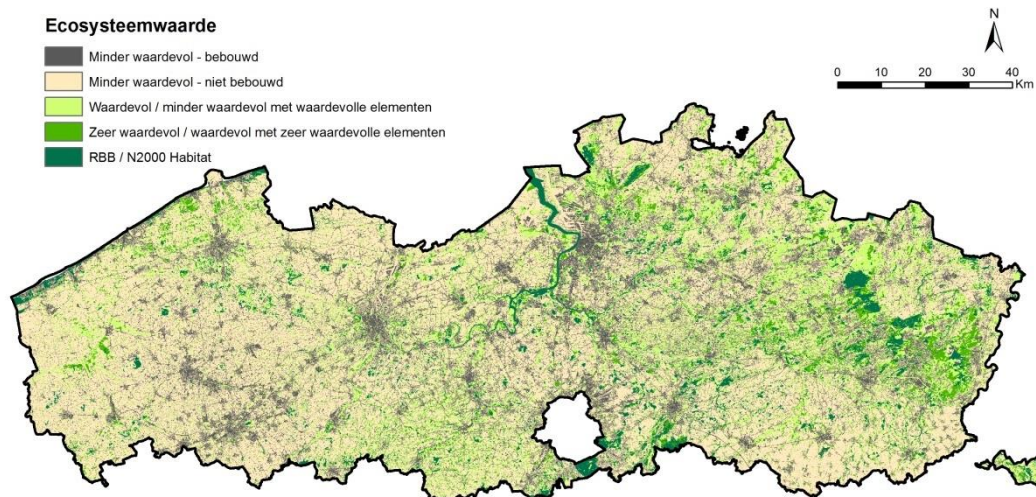 Ecosysteemwaarde
Minder waardevol - bebouwd
Minder waardevol - niet bebouwd
Waardevol / minder waardevol met waardevolle elementen
Zeer waardevol / waardevol met zeer waardevolle elementen
RBB / N2000 Habitat
N
0 10 20 30 40
Km